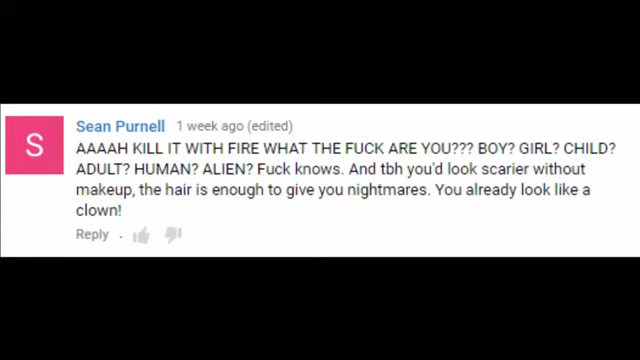 S
Sean Purnell 1 week ago (edited)
AAAAH KILL IT WITH FIRE WHAT THE FUCK ARE YOU??? BOY? GIRL? CHILD?
ADULT? HUMAN? ALIEN? Fuck knows. And tbh you'd look scarier without
makeup, the hair is enough to give you nightmares. You already look like a
clown!
Reply .